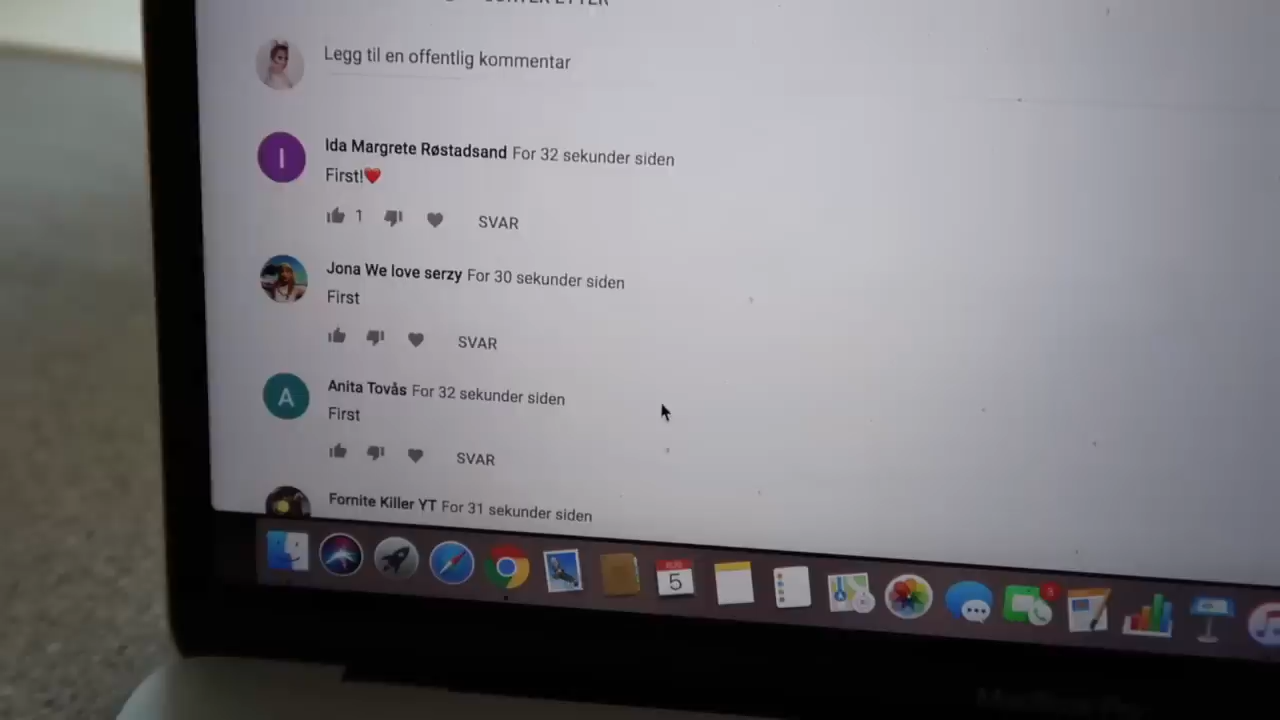 Legg til en offentlig kommentar
I
Ida Margrete Røstadsand For 32 sekunder siden
First!❤️
1 SVAR
Jona We love serzy For 30 sekunder siden
First
SVAR
A
Anita Tovås For 32 sekunder siden
First
SVAR
Fornite Killer YT For 31 sekunder siden
5